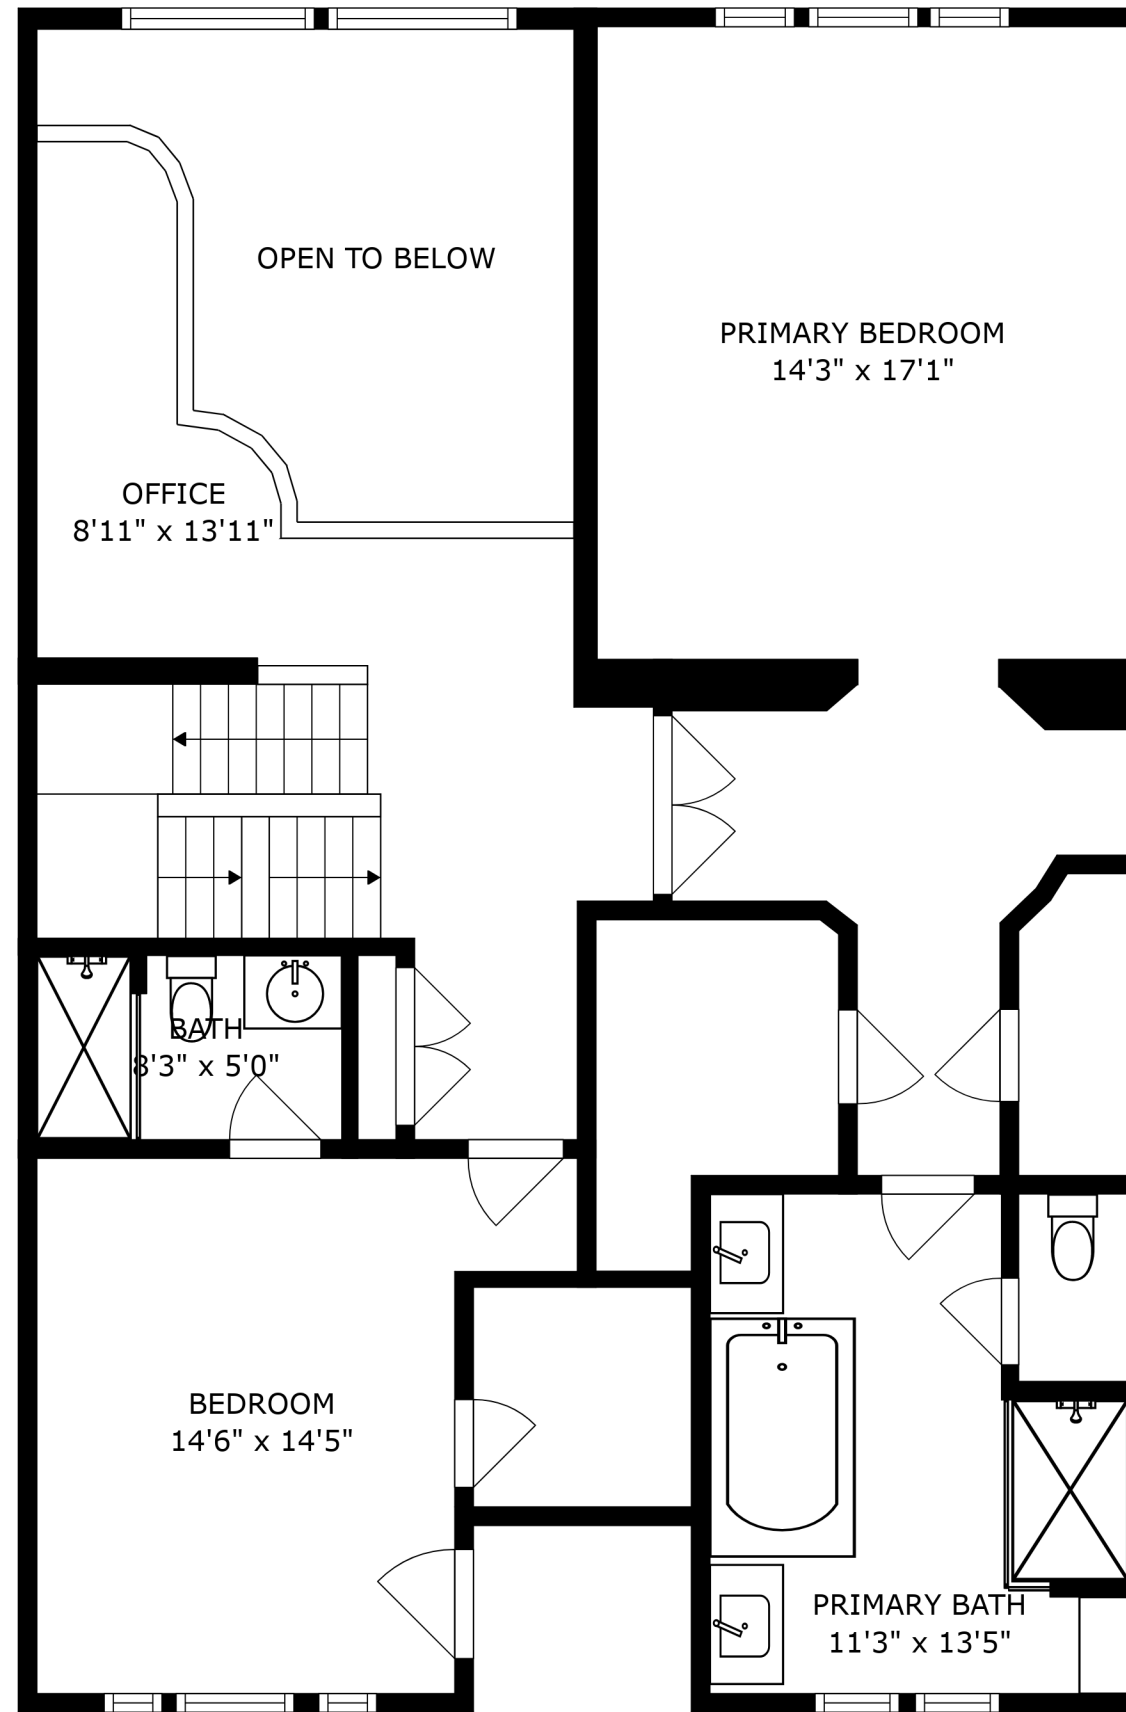 OPEN TO BELOW
PRIMARY BEDROOM
14'3" x 17'1"
OFFICE
8'11" x 13'11"
BATH
8'3" x 5'0"
BEDROOM
14'6" x 14'5"
PRIMARY BATH
11'3" x 13'5"